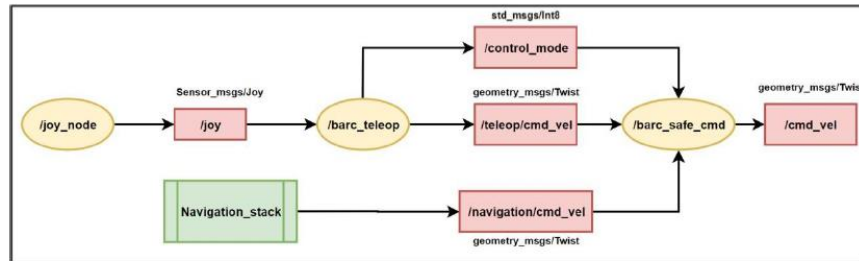 std_msgs/Int8
/control_mode
Sensor_msgs/Joy
geometry_msgs/Twist
geometry_msgs/Twis
/joy_node
/joy
/barc_teleop
/teleop/cmd_vel
/barc_safe_cmd
/cmd_vel
Navigation_stack
/navigation/cmd_vel
geometry_msgs/Twist